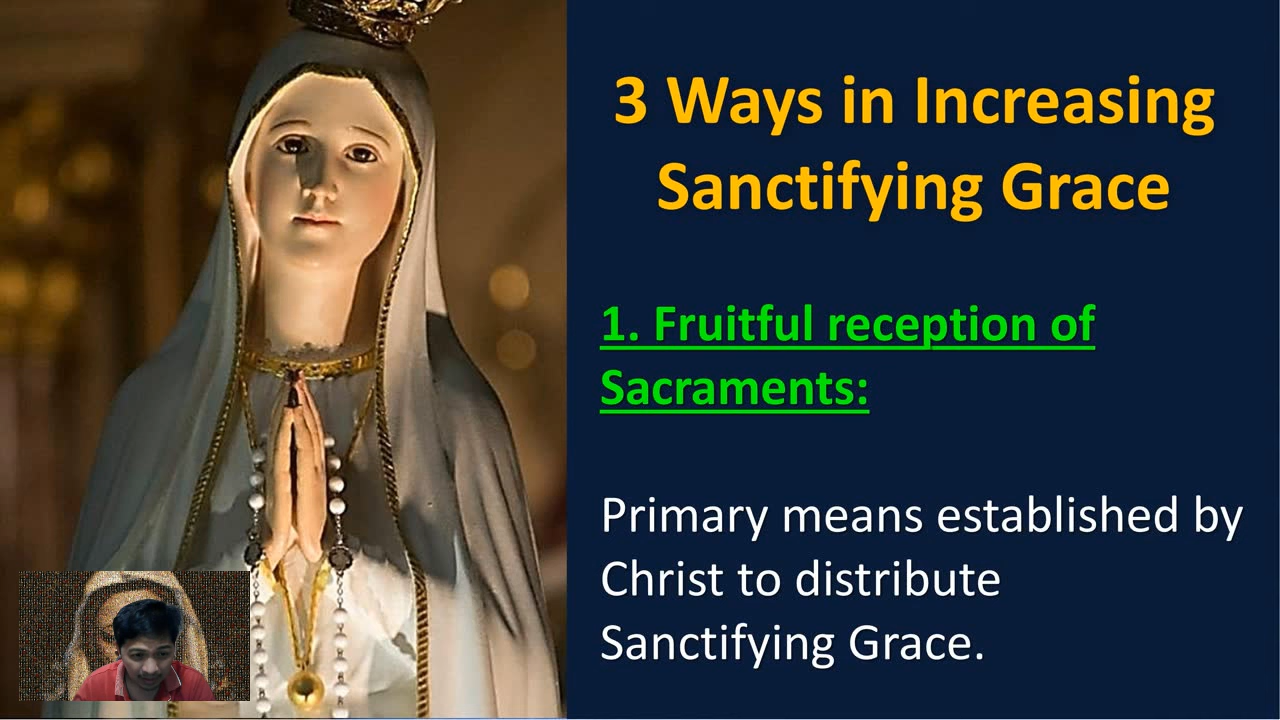 3 Ways in Increasing
Sanctifying Grace
1. Fruitful reception of
Sacraments:
Primary means established by
Christ to distribute
Sanctifying Grace.